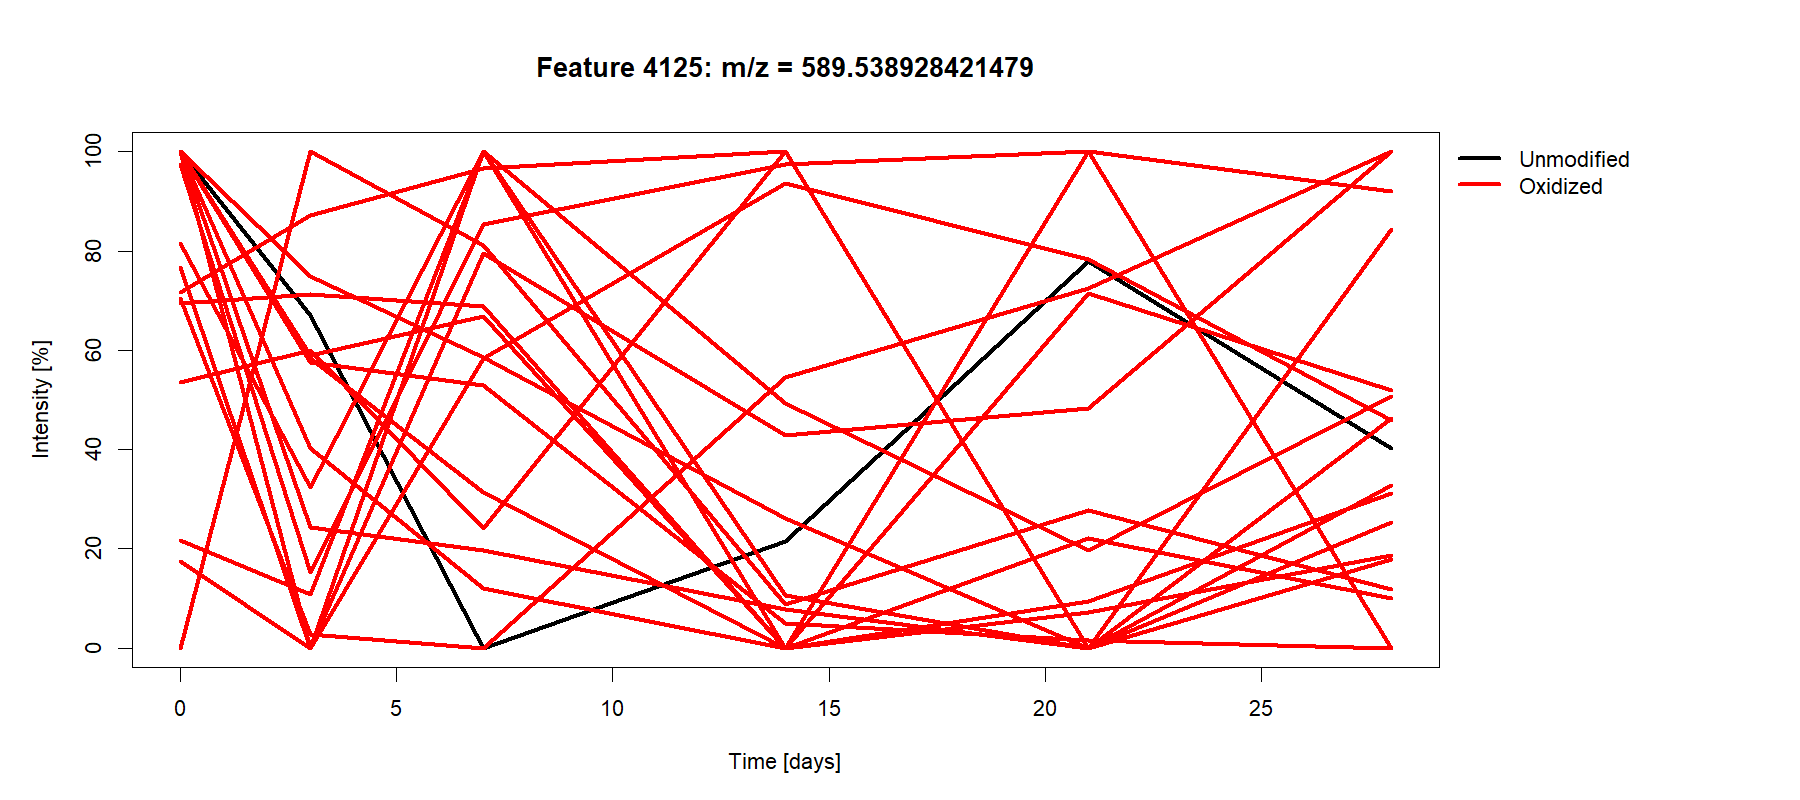 Feature 4125: m/z = 589.538928421479
Unmodified
Oxidized
Intensity [%]
100
80
60
40
20
0
0 5 10 15 20 25
Time [days]